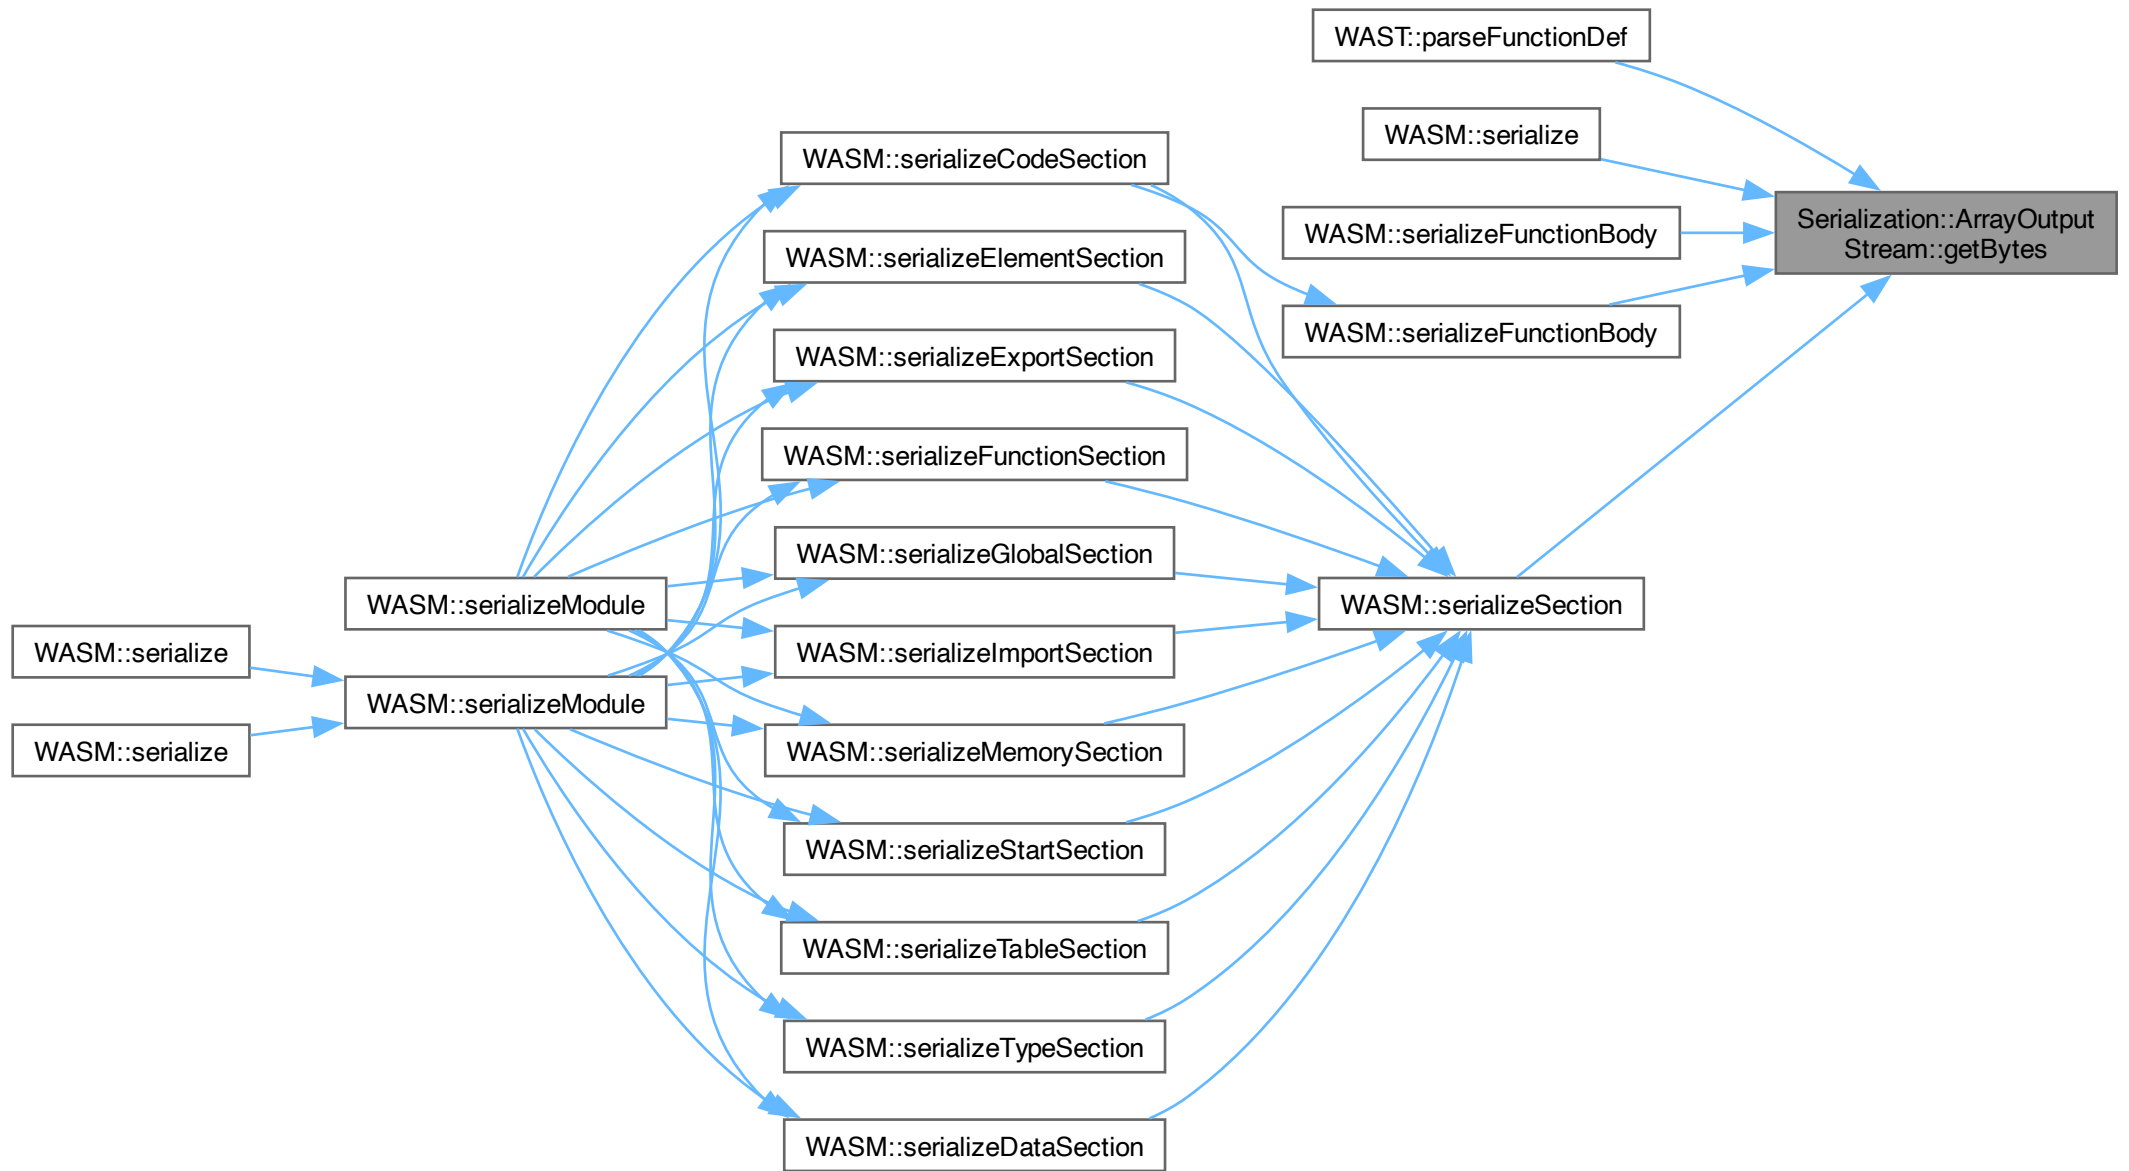 WAST::parseFunctionDef
WASM::serialize
WASM::serializeCodeSection
Serialization::ArrayOutput
Stream::getBytes
WASM::serializeFunctionBody
WASM::serializeElementSection
WASM::serializeFunctionBody
WASM::serializeExportSection
WASM::serializeFunctionSection
WASM::serializeGlobalSection
WASM::serializeModule
WASM::serializeSection
WASM::serialize
WASM::serializeImportSection
WASM::serializeModule
WASM::serialize
WASM::serializeMemorySection
WASM::serializeStartSection
WASM::serializeTableSection
WASM::serializeTypeSection
WASM::serializeDataSection